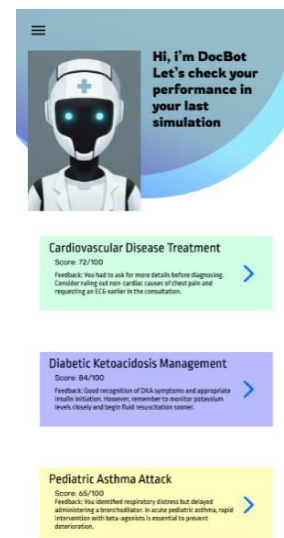 Hi, i'm DocBot
Let's check your
performance in
your last
simulation
Cardiovascular Disease Treatment
Score: 72/100
Feedback: You had to ask for more details before diagnosing.
Consider ruling out non-cardiac causes of chest pain and
requesting an ECG earlier in the consultation.
Diabetic Ketoacidosis Management
Score: 84/100
Feedback: Good recognition of DKA symptoms and appropriate
insulin initiation. However, remember to monitor potassium
levels closely and begin fluid resuscitation sooner.
Pediatric Asthma Attack
Score: 65/100
Feedback: You identified respiratory distress but delayed
administering a bronchodilator. In acute pediatric asthma, rapid
intervention with beta-agonists is essential to prevent
deterioration.